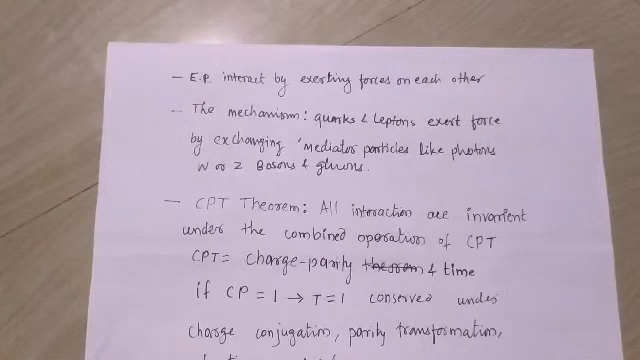 - E.P. interact by exerting forces on each other
- The mechanism: quarks & Leptons exert force
by exchanging 'mediator particles like photons
W or Z Bosons & gluons.
- CPT Theorem: All interaction are invarient
under the combined operation of CPT
CPT = charge-parity theorem & time
if CP = 1 → T = 1 conserved under
charge conjugation, parity transformation,